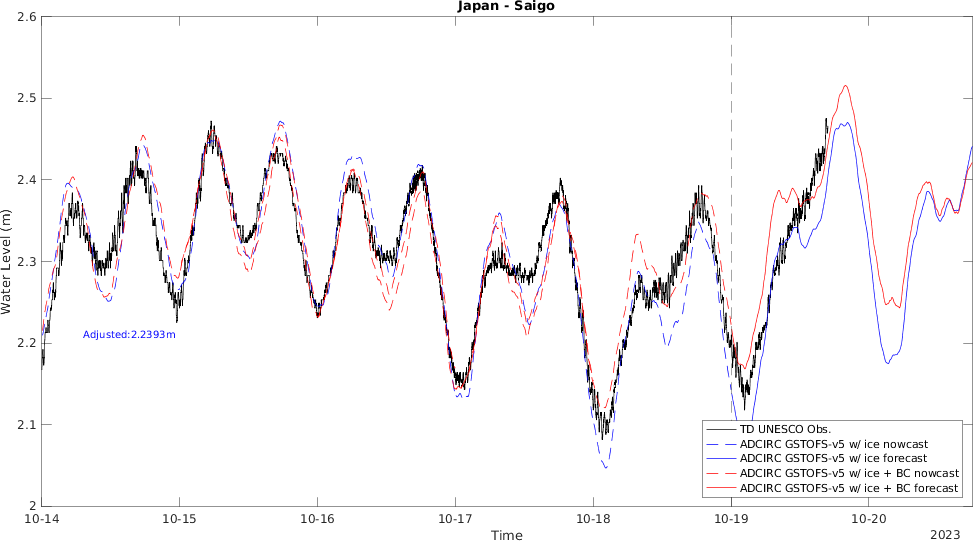 Japan - Saigo
2.6
2.5
2.4
2.3
2.2
2.1
2
Water Level (m)
Adjusted:2.2393m
TD UNESCO Obs.
ADCIRC GSTOFS-v5 w/ ice nowcast
ADCIRC GSTOFS-v5 w/ ice forecast
ADCIRC GSTOFS-v5 w/ ice + BC nowcast
ADCIRC GSTOFS-v5 w/ ice + BC forecast
10-14 10-15 10-16 10-17 10-18 10-19 10-20
Time
2023